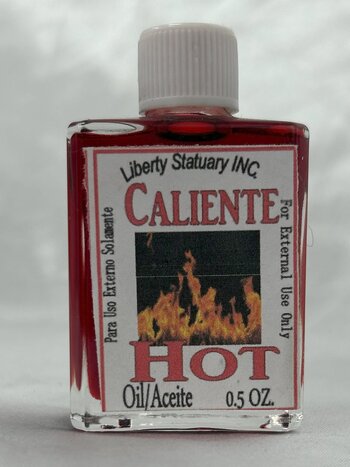 Liberty Statuary INC.
CALIENTE
Para Uso Externo Solamente
For External Use Only
HOT
Oil/Aceite 0.5 OZ.